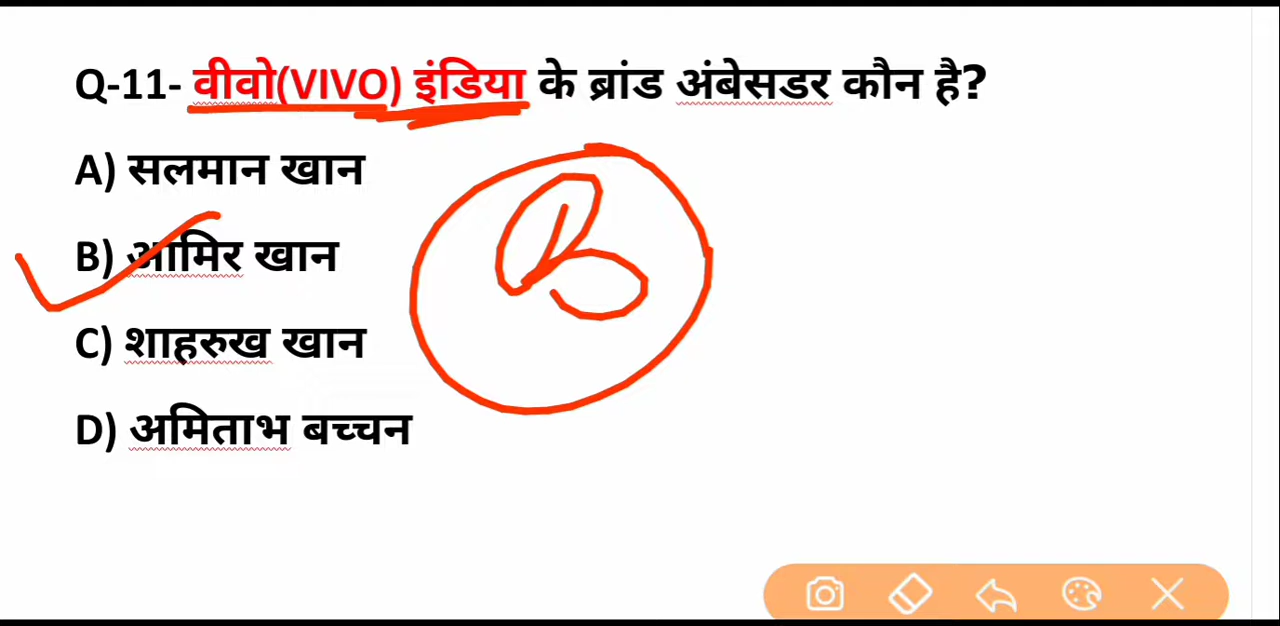 Q-11- वीवो(VIVO) इंडिया के ब्रांड अंबेसडर कौन है?
A) सलमान खान
B) आमिर खान
B
C) शाहरुख खान
D) अमिताभ बच्चन